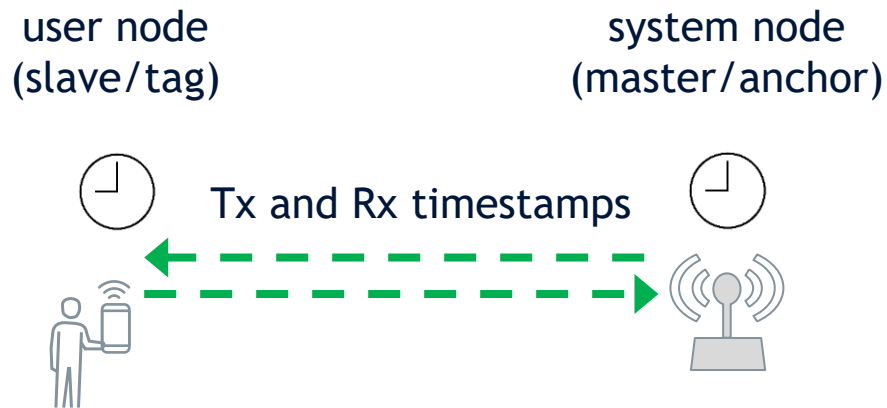 user node
(slave/tag)
system node
(master/anchor)
Tx and Rx timestamps